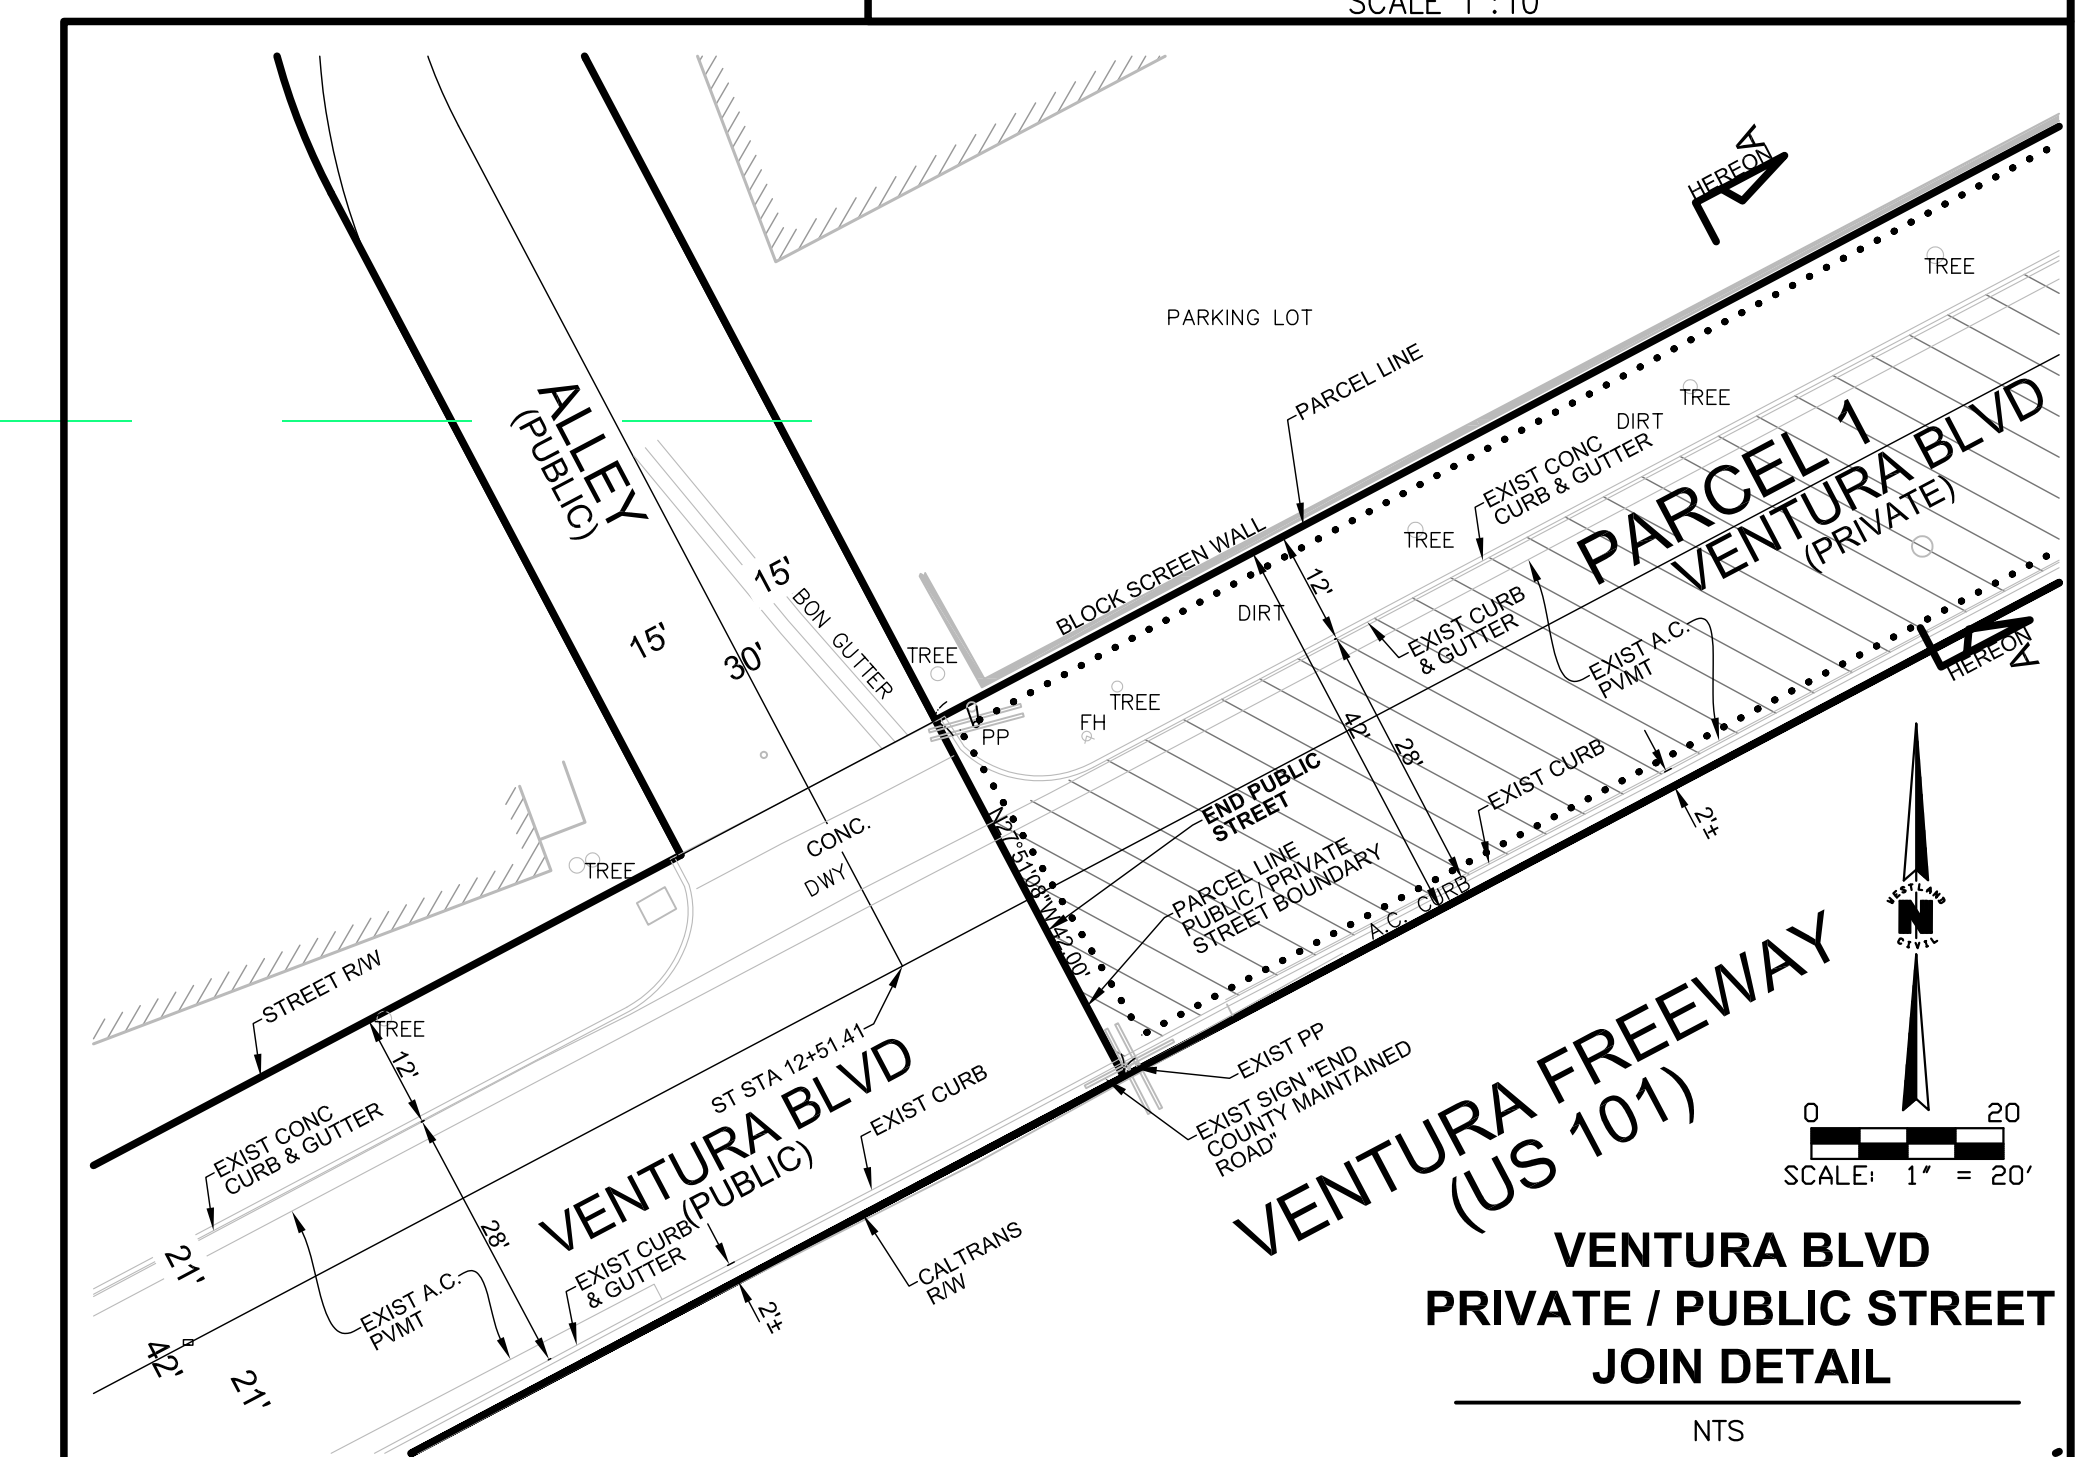 SCALE 1":10'
HEREON
A
TREE
PARKING LOT
PARCEL LINE
TREE
DIRT
ALLEY
(PUBLIC)
EXIST CONC
CURB & GUTTER
PARCEL 1
VENTURA BLVD
(PRIVATE)
TREE
BLOCK SCREEN WALL
15'
BON GUTTER
15'
30'
12'
DIRT
EXIST CURB
& GUTTER
EXIST A.C.
PVMT
HEREON
A
TREE
TREE
FH
PP
42'
28'
EXIST CURB
2'±
END PUBLIC
STREET
N27°51'08"W 42.00'
PARCEL LINE
PUBLIC / PRIVATE
STREET BOUNDARY
A.C. CURB
CONC.
DWY
TREE
STREET R/W
TREE
12'
ST STA 12+51.41
VENTURA BLVD
(PUBLIC)
EXIST CURB
EXIST PP
EXIST SIGN "END
COUNTY MAINTAINED
ROAD"
VENTURA FREEWAY
(US 101)
WESTLAND
N
CIVIL
0 20
SCALE: 1" = 20'
EXIST CONC
CURB & GUTTER
28'
21'
EXIST A.C.
PVMT
EXIST CURB
& GUTTER
2'±
CALTRANS
R/W
42'
21'
VENTURA BLVD
PRIVATE / PUBLIC STREET
JOIN DETAIL
NTS